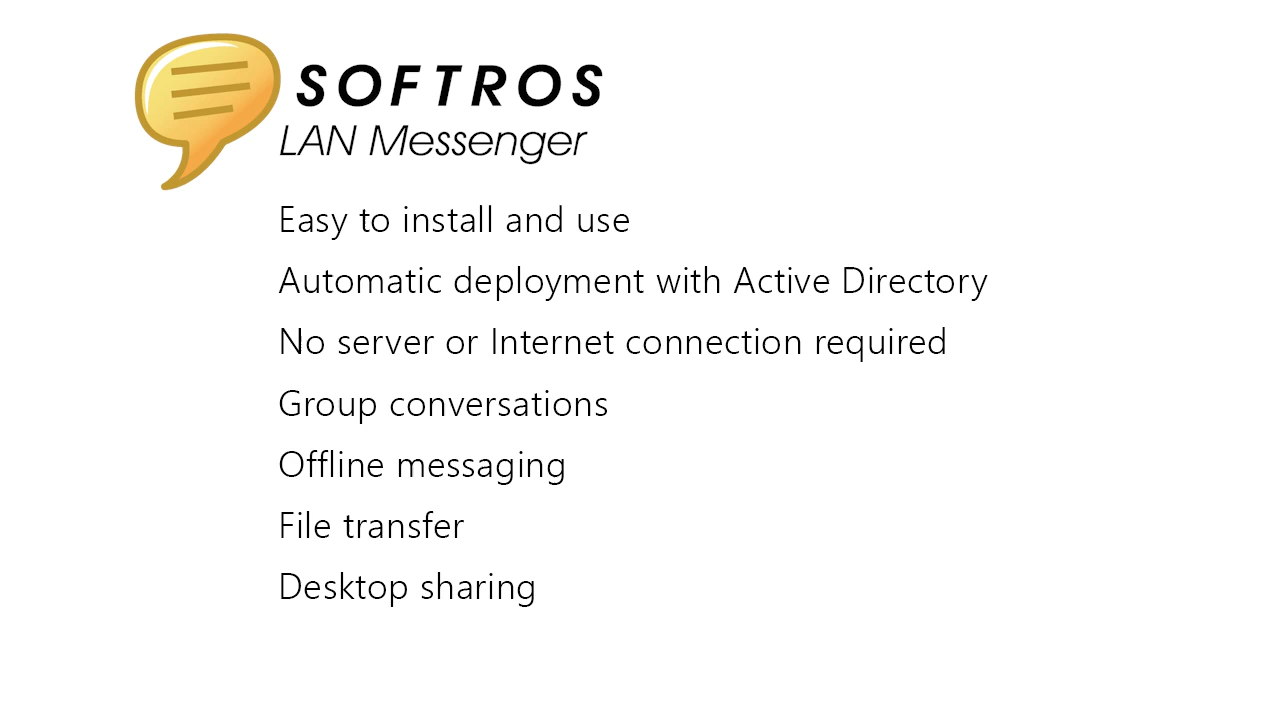 SOFTROS
LAN Messenger
Easy to install and use
Automatic deployment with Active Directory
No server or Internet connection required
Group conversations
Offline messaging
File transfer
Desktop sharing